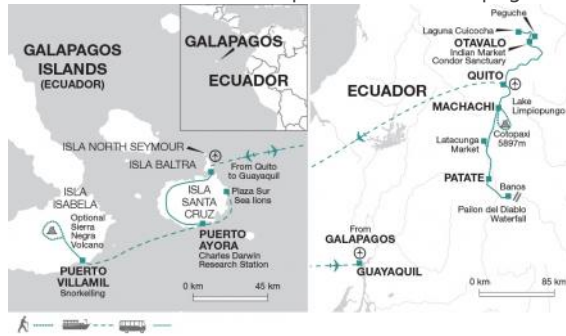 GALAPAGOS
ISLANDS
(ECUADOR)
GALAPAGOS
ECUADOR
ISLA NORTH SEYMOUR
ISLA BALTRA
From Quito
to Guayaquil
ISLA
SANTA
CRUZ
Plaza Sur
Sea lions
ISLA
ISABELA
Optional
Sierra
Negra
Volcano
PUERTO
AYORA
Charles Darwin
Research Station
PUERTO
VILLAMIL
Snorkelling
0 km 45 km
Peguche
Laguna Cuicocha
OTAVALO
Indian Market
Condor Sanctuary
QUITO
ECUADOR
MACHACHI
Lake
Limpiopungo
Cotopaxi
5897m
Latacunga
Market
PATATE
Banos
Pailon del Diablo
Waterfall
From
GALAPAGOS
GUAYAQUIL
0 km 85 km